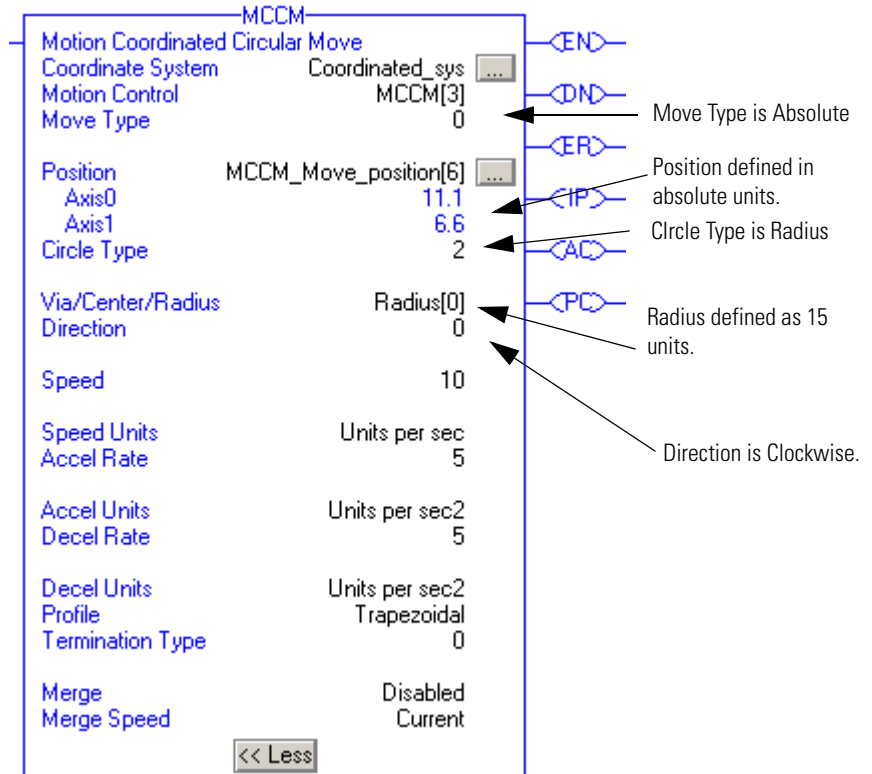 MCCM
Motion Coordinated Circular Move
Coordinate System Coordinated_sys ...
Motion Control MCCM[3]
Move Type 0
Position MCCM_Move_position[6] ...
Axis0 11.1
Axis1 6.6
Circle Type 2
Via/Center/Radius Radius[0]
Direction 0
Speed 10
Speed Units Units per sec
Accel Rate 5
Accel Units Units per sec2
Decel Rate 5
Decel Units Units per sec2
Profile Trapezoidal
Termination Type 0
Merge Disabled
Merge Speed Current
<< Less
EN
DN
ER
IP
AC
PC
Move Type is Absolute
Position defined in
absolute units.
CIrcle Type is Radius
Radius defined as 15
units.
Direction is Clockwise.